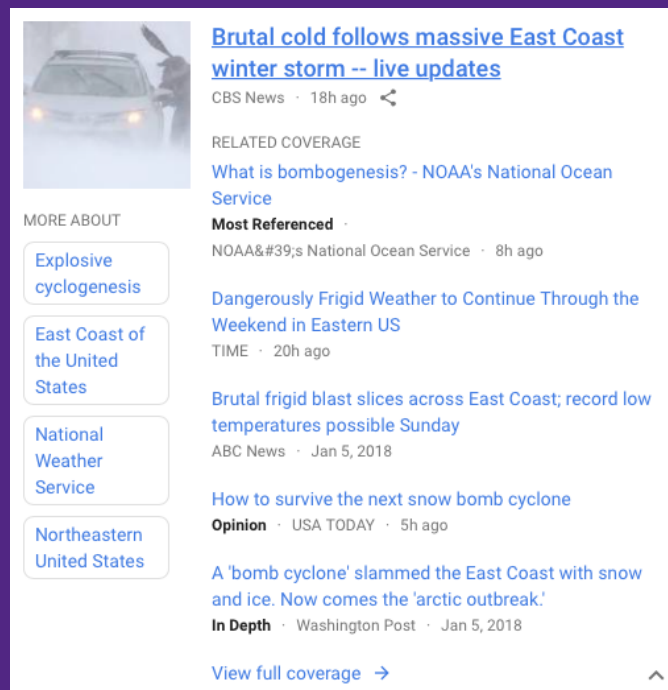 Brutal cold follows massive East Coast
winter storm -- live updates
CBS News · 18h ago
RELATED COVERAGE
What is bombogenesis? - NOAA's National Ocean
Service
Most Referenced ·
NOAA&#39;s National Ocean Service · 8h ago
Dangerously Frigid Weather to Continue Through the
Weekend in Eastern US
TIME · 20h ago
Brutal frigid blast slices across East Coast; record low
temperatures possible Sunday
ABC News · Jan 5, 2018
How to survive the next snow bomb cyclone
Opinion · USA TODAY · 5h ago
A 'bomb cyclone' slammed the East Coast with snow
and ice. Now comes the 'arctic outbreak.'
In Depth · Washington Post · Jan 5, 2018
View full coverage →
MORE ABOUT
Explosive
cyclogenesis
East Coast of
the United
States
National
Weather
Service
Northeastern
United States